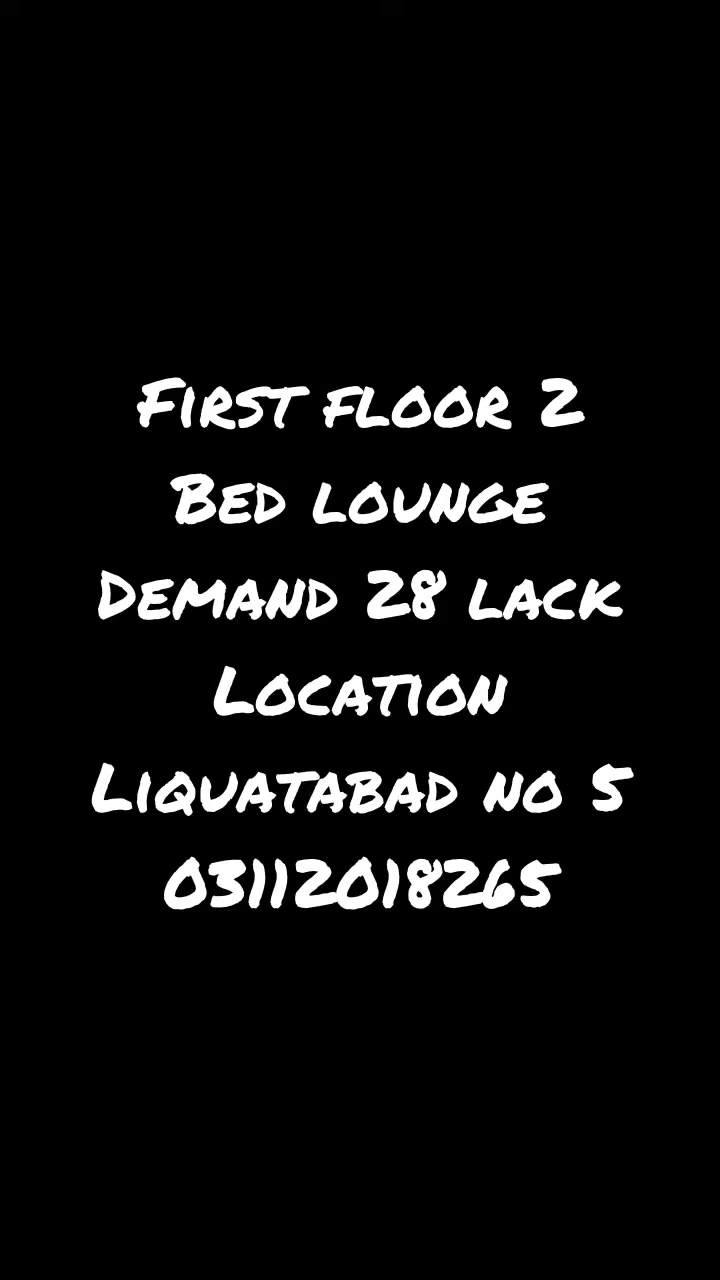 First floor 2
Bed lounge
Demand 28 lack
Location
Liquatabad no 5
03112018265